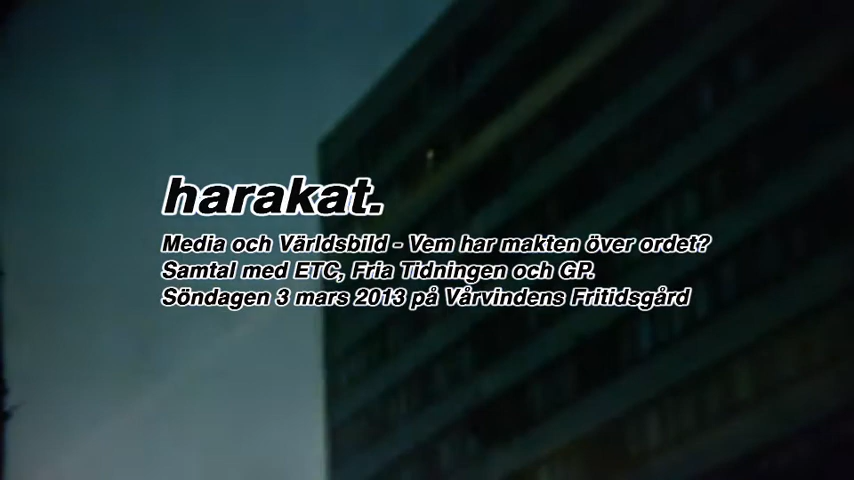 harakat.
Media och Världsbild - Vem har makten över ordet?
Samtal med ETC, Fria Tidningen och GP.
Söndagen 3 mars 2013 på Vårvindens Fritidsgård